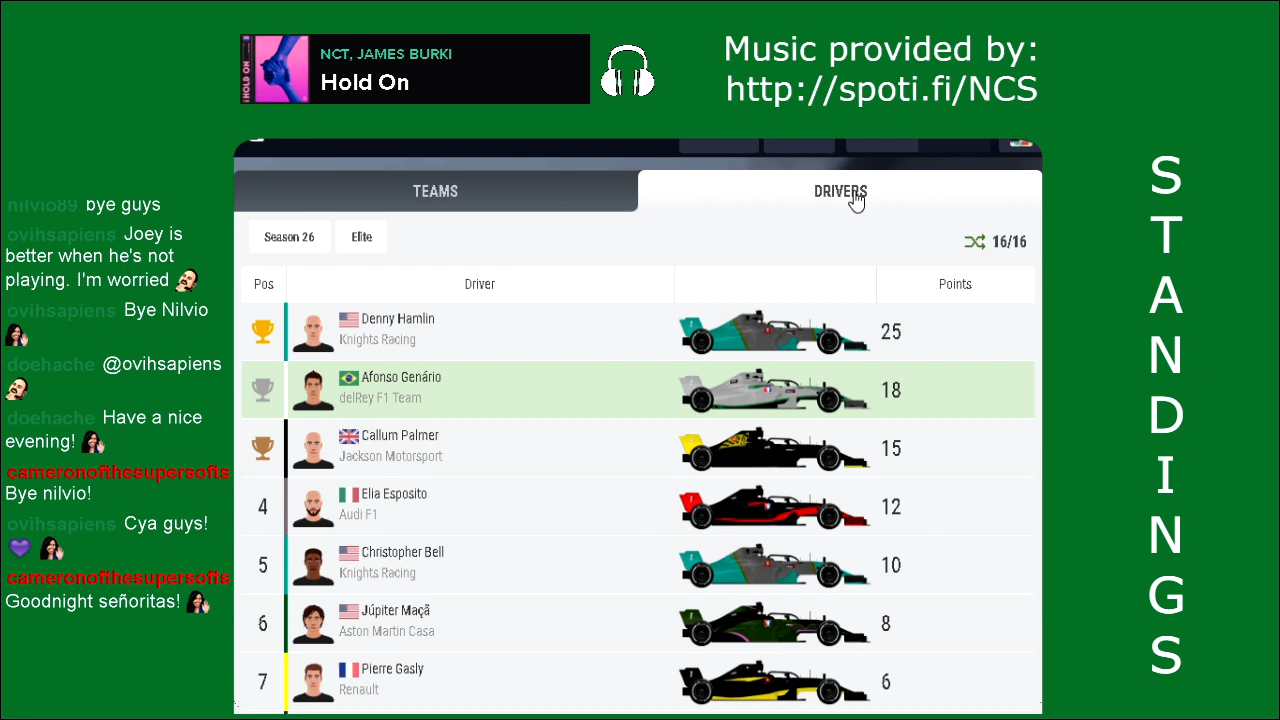 NCT, JAMES BURKI
Hold On
HOLD ON
Music provided by:
http://spoti.fi/NCS
nilvio89 bye guys
ovihsapiens Joey is
better when he's not
playing. I'm worried
ovihsapiens Bye Nilvio
doehache @ovihsapiens
doehache Have a nice
evening!
cameronofthesupersofts
Bye nilvio!
ovihsapiens Cya guys!
cameronofthesupersofts
Goodnight señoritas!
TEAMS
DRIVERS
Season 26
Elite
16/16
Pos
Driver
Points
Denny Hamlin
Knights Racing
25
Afonso Genário
delRey F1 Team
18
Callum Palmer
Jackson Motorsport
15
4
Elia Esposito
Audi F1
12
5
Christopher Bell
Knights Racing
10
6
Júpiter Maçã
Aston Martin Casa
8
7
Pierre Gasly
Renault
6
STANDINGS